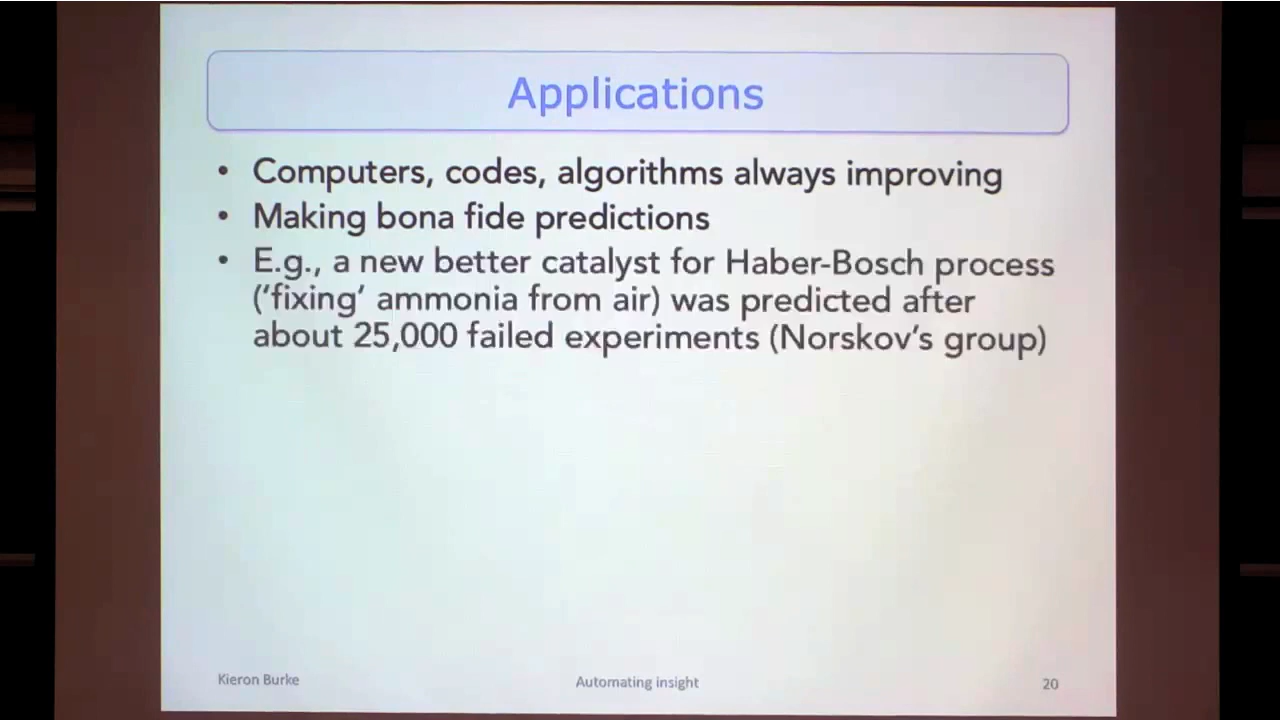 Applications
• Computers, codes, algorithms always improving
• Making bona fide predictions
• E.g., a new better catalyst for Haber-Bosch process
(‘fixing’ ammonia from air) was predicted after
about 25,000 failed experiments (Norskov’s group)
Kieron Burke
Automating insight
20